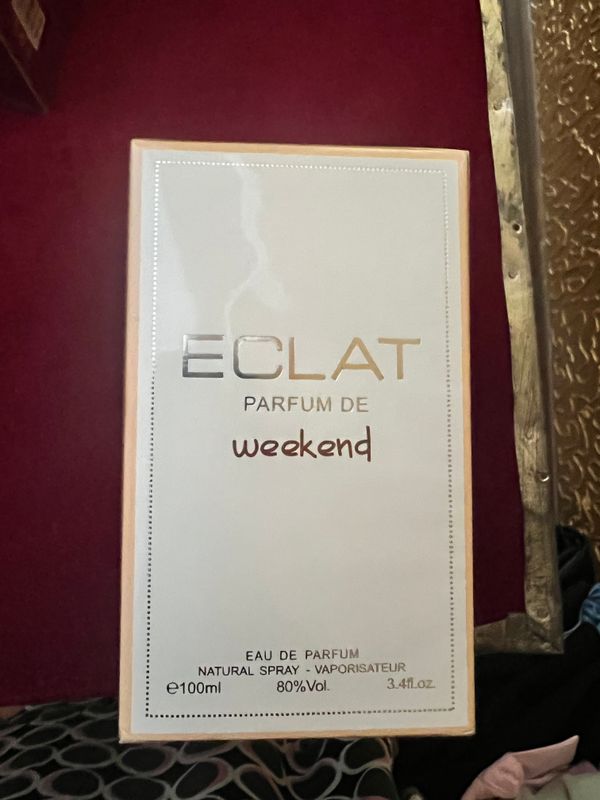 ECLAT
PARFUM DE
weekend
EAU DE PARFUM
NATURAL SPRAY - VAPORISATEUR
℮100ml 80%Vol. 3.4fl.oz.